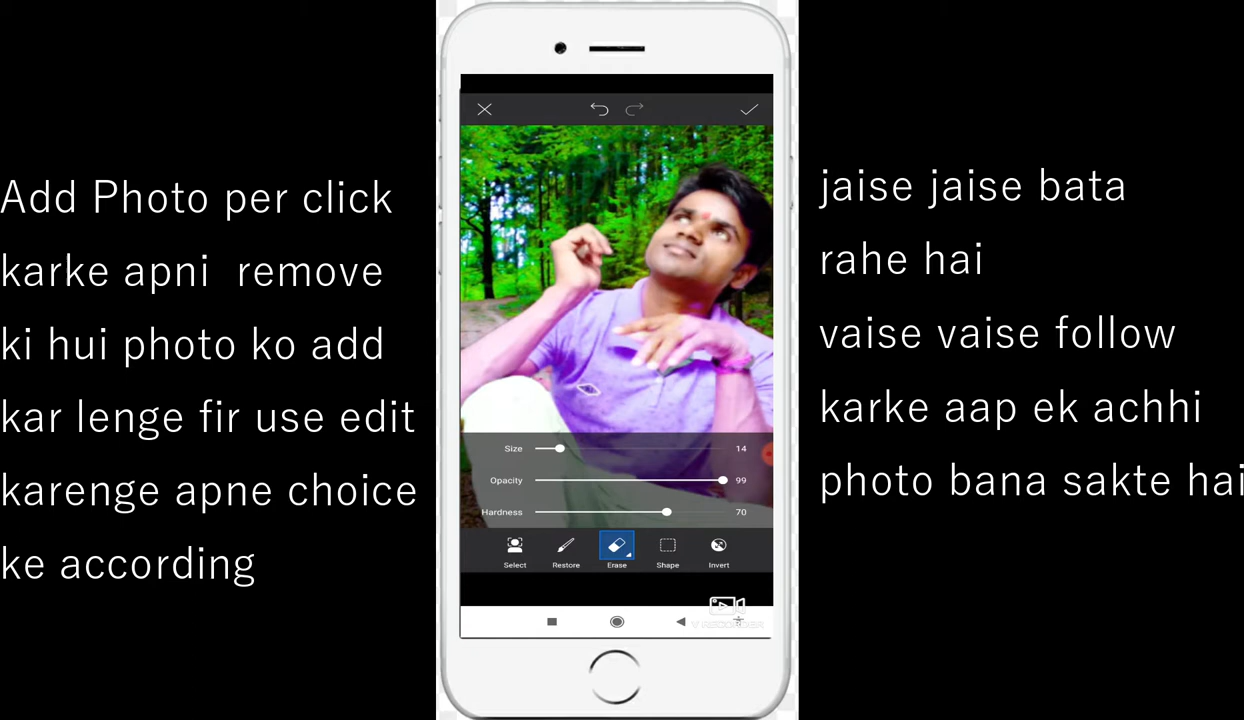 Add Photo per click
karke apni remove
ki hui photo ko add
kar lenge fir use edit
karenge apne choice
ke according
Size 14
Opacity 99
Hardness 70
Select Restore Erase Shape Invert
V RECORDER
jaise jaise bata
rahe hai
vaise vaise follow
karke aap ek achhi
photo bana sakte hai